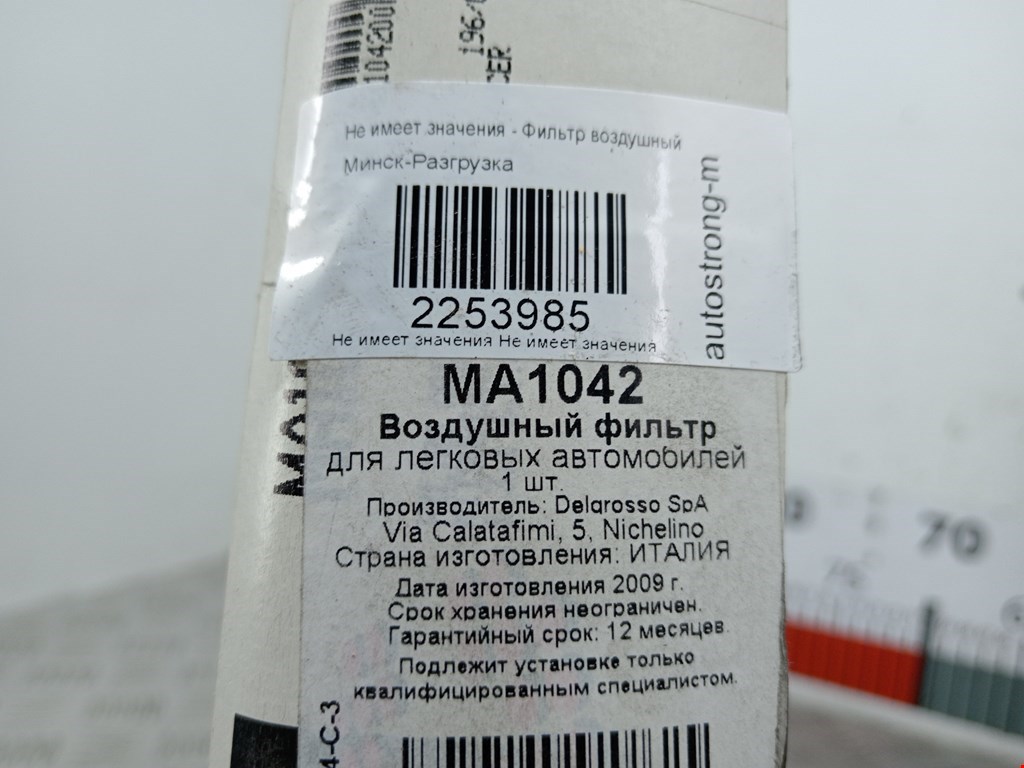 Не имеет значения - Фильтр воздушный
Минск-Разгрузка
autostrong-m
2253985
Не имеет значения Не имеет значения
MA1042
Воздушный фильтр
для легковых автомобилей
1 шт.
Производитель: Delgrosso SpA
Via Calatafimi, 5, Nichelino
Страна изготовления: ИТАЛИЯ
Дата изготовления 2009 г.
Срок хранения неограничен.
Гарантийный срок: 12 месяцев.
Подлежит установке только
квалифицированным специалистом.
4-C-3
70